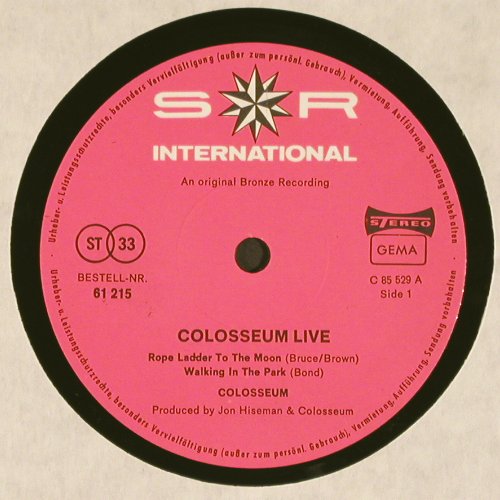 Urheber- u. Leistungsschutzrechte, besonders Vervielfältigung (außer zum persönl. Gebrauch), Vermietung, Aufführung, Sendung vorbehalten
S R
INTERNATIONAL
An original Bronze Recording
ST 33
STEREO
GEMA
BESTELL-NR.
61 215
C 85 529 A
Side 1
COLOSSEUM LIVE
Rope Ladder To The Moon (Bruce/Brown)
Walking In The Park (Bond)
COLOSSEUM
Produced by Jon Hiseman & Colosseum
Urheber- u. Leistungsschutzrechte, besonders Vervielfältigung (außer zum persönl. Gebrauch), Vermietung, Aufführung, Sendung vorbehalten